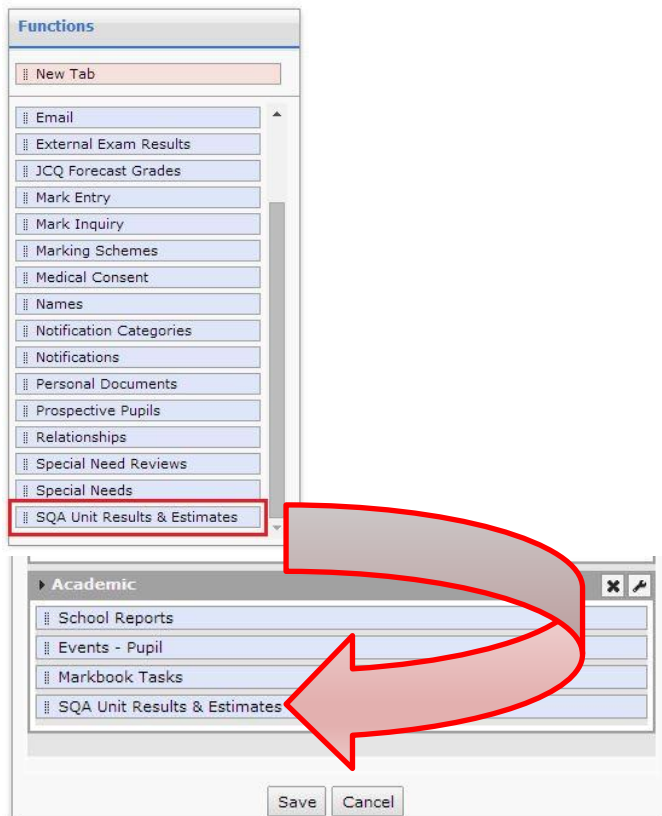 Functions
New Tab
Email
External Exam Results
JCQ Forecast Grades
Mark Entry
Mark Inquiry
Marking Schemes
Medical Consent
Names
Notification Categories
Notifications
Personal Documents
Prospective Pupils
Relationships
Special Need Reviews
Special Needs
SQA Unit Results & Estimates
Academic
School Reports
Events - Pupil
Markbook Tasks
SQA Unit Results & Estimates
Save Cancel